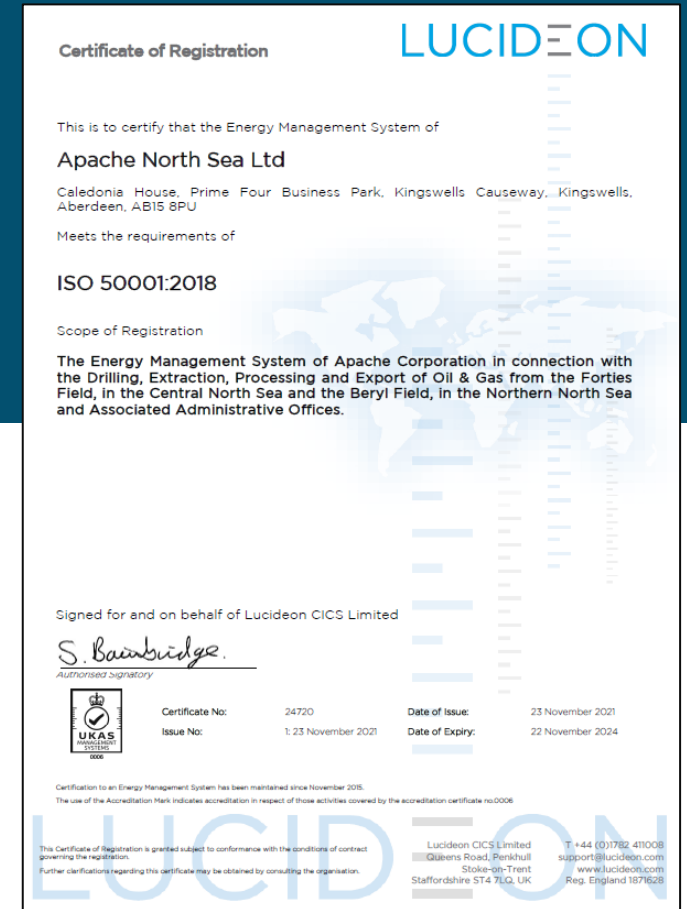 Certificate of Registration
LUCIDEON
This is to certify that the Energy Management System of
Apache North Sea Ltd
Caledonia House, Prime Four Business Park, Kingswells Causeway, Kingswells,
Aberdeen, AB15 8PU
Meets the requirements of
ISO 50001:2018
Scope of Registration
The Energy Management System of Apache Corporation in connection with
the Drilling, Extraction, Processing and Export of Oil & Gas from the Forties
Field, in the Central North Sea and the Beryl Field, in the Northern North Sea
and Associated Administrative Offices.
Signed for and on behalf of Lucideon CICS Limited
S. Bainbridge.
Authorised Signatory
UKAS
MANAGEMENT
SYSTEMS
0006
Certificate No: 24720 Date of Issue: 23 November 2021
Issue No: 1: 23 November 2021 Date of Expiry: 22 November 2024
Certification to an Energy Management System has been maintained since November 2015.
The use of the Accreditation Mark indicates accreditation in respect of those activities covered by the accreditation certificate no.0006
LUCIDEON
This Certificate of Registration is granted subject to conformance with the conditions of contract
governing the registration.
Further clarifications regarding this certificate may be obtained by consulting the organisation.
Lucideon CICS Limited
Queens Road, Penkhull
Stoke-on-Trent
Staffordshire ST4 7LQ, UK
T +44 (0)1782 411008
support@lucideon.com
www.lucideon.com
Reg. England 1871628